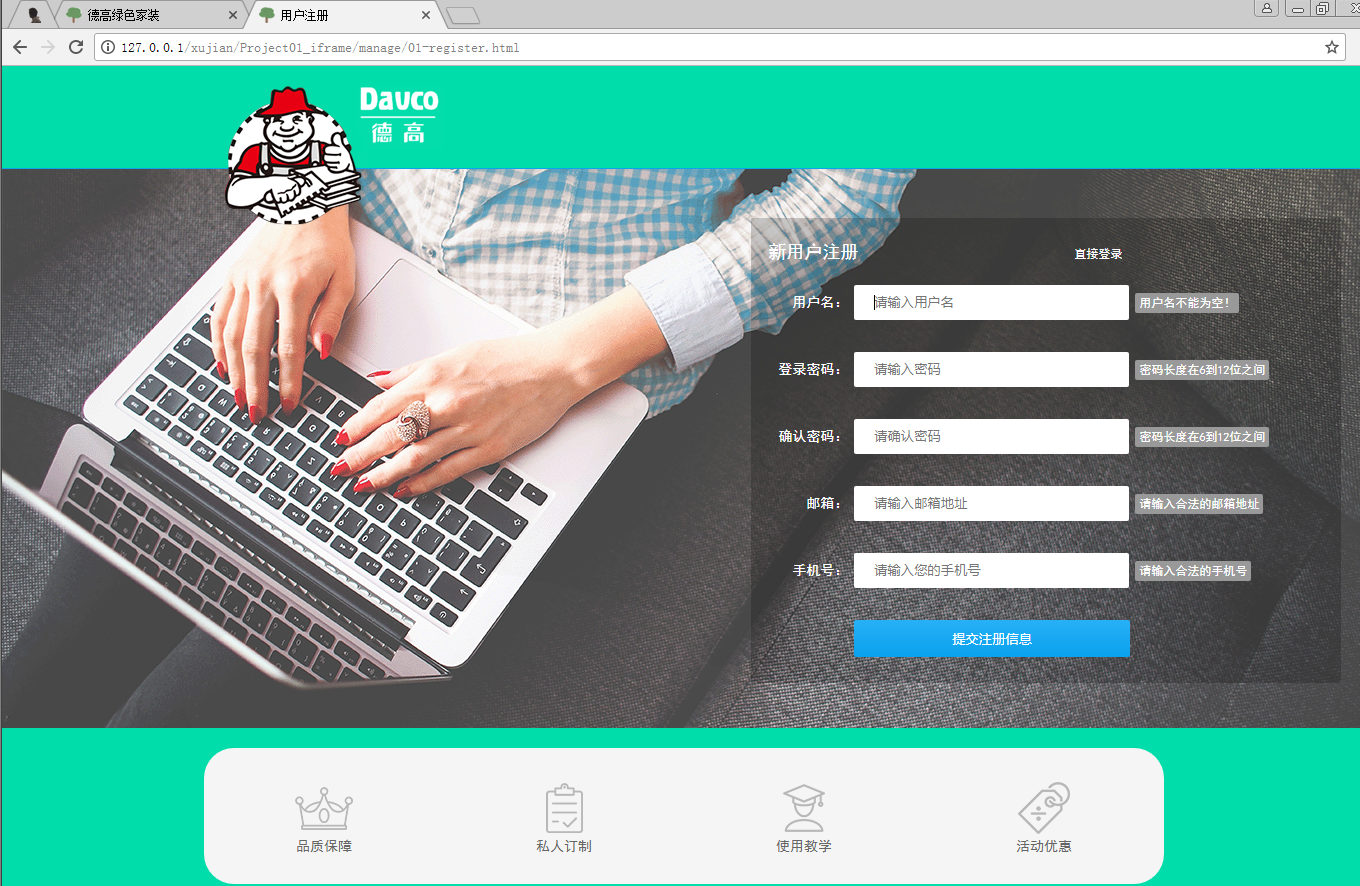 德高绿色家装
用户注册
127.0.0.1/xujian/Project01_iframe/manage/01-register.html
Davco
德高
新用户注册 直接登录
用户名: 请输入用户名 用户名不能为空!
登录密码: 请输入密码 密码长度在6到12位之间
确认密码: 请确认密码 密码长度在6到12位之间
邮箱: 请输入邮箱地址 请输入合法的邮箱地址
手机号: 请输入您的手机号 请输入合法的手机号
提交注册信息
品质保障 私人订制 使用教学 活动优惠